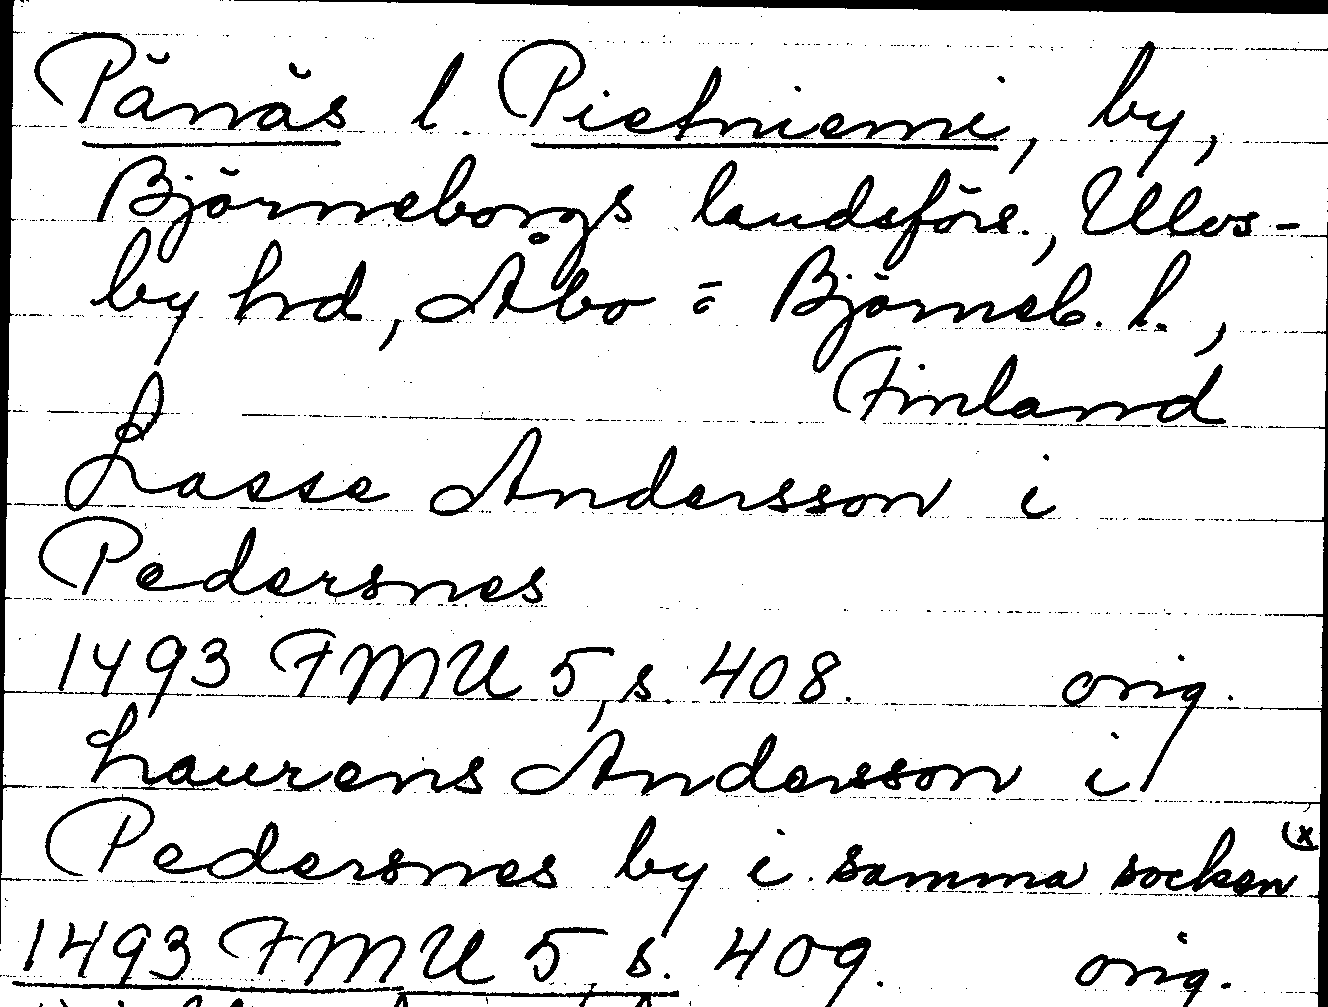 Pänäs l. Pietniemi, by,
Björneborgs landsförs., Ulvs-
by hrd, Åbo = Björneb. l.,
Finland
Lasse Andersson i
Pedersnes
1493 FMU 5, s. 408. orig.
Laurens Andersson i
Pedersnes by i samma socken (x
1493 FMU 5, s. 409. orig.